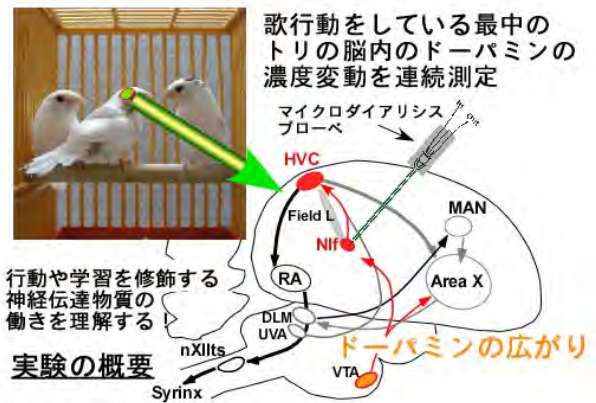 歌行動をしている最中の
トリの脳内のドーパミンの
濃度変動を連続測定
マイクロダイアリシス
プローベ
In
Out
HVC
Field L
NIf
MAN
RA
Area X
DLM
UVA
行動や学習を修飾する
神経伝達物質の
働きを理解する!
ドーパミンの広がり
実験の概要
nXIIts
VTA
Syrinx